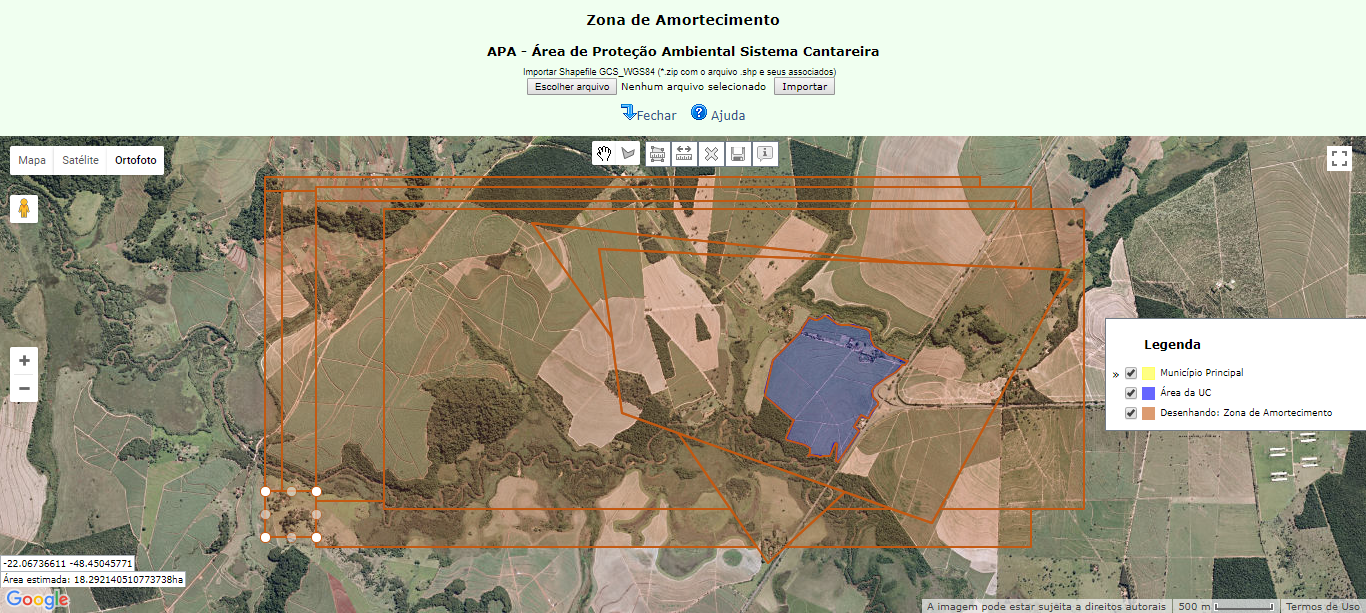 Zona de Amortecimento
APA - Área de Proteção Ambiental Sistema Cantareira
Importar Shapefile GCS_WGS84 (*.zip com o arquivo .shp e seus associados)
Escolher arquivo Nenhum arquivo selecionado Importar
Fechar ? Ajuda
Mapa Satélite Ortofoto
Legenda
» Município Principal
Área da UC
Desenhando: Zona de Amortecimento
+
−
-22.06736611 -48.45045771
Área estimada: 18.292140510773738ha
Google
A imagem pode estar sujeita a direitos autorais 500 m Termos de Uso